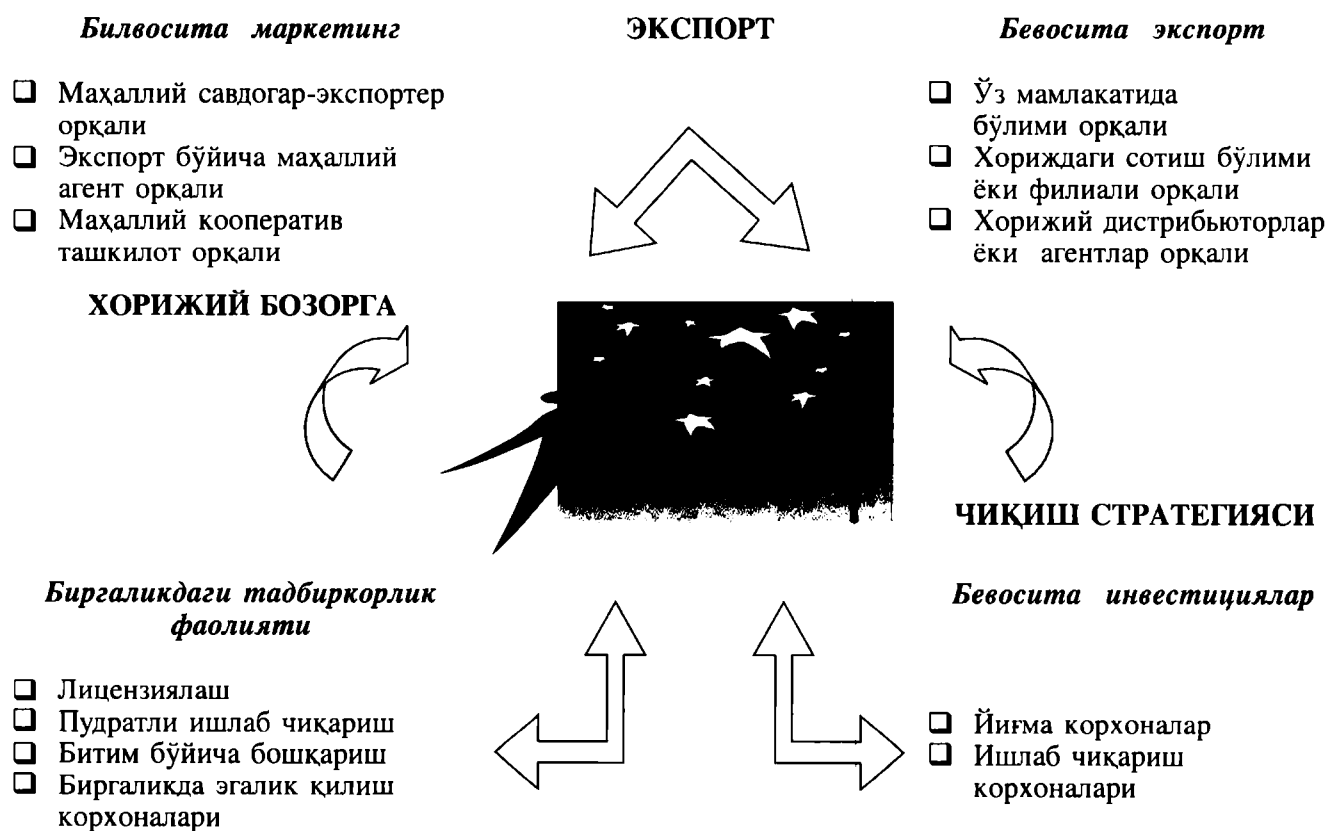 Билвосита маркетинг
❑ Маҳаллий савдогар-экспортер
орқали
❑ Экспорт бўйича маҳаллий
агент орқали
❑ Маҳаллий кооператив
ташкилот орқали
ЭКСПОРТ
Бевосита экспорт
❑ Ўз мамлакатида
бўлими орқали
❑ Хориждаги сотиш бўлими
ёки филиали орқали
❑ Хорижий дистрибьюторлар
ёки агентлар орқали
ХОРИЖИЙ БОЗОРГА
ЧИҚИШ СТРАТЕГИЯСИ
Биргаликдаги тадбиркорлик
фаолияти
❑ Лицензиялаш
❑ Пудратли ишлаб чиқариш
❑ Битим бўйича бошқариш
❑ Биргаликда эгалик қилиш
корхоналари
Бевосита инвестициялар
❑ Йиғма корхоналар
❑ Ишлаб чиқариш
корхоналари